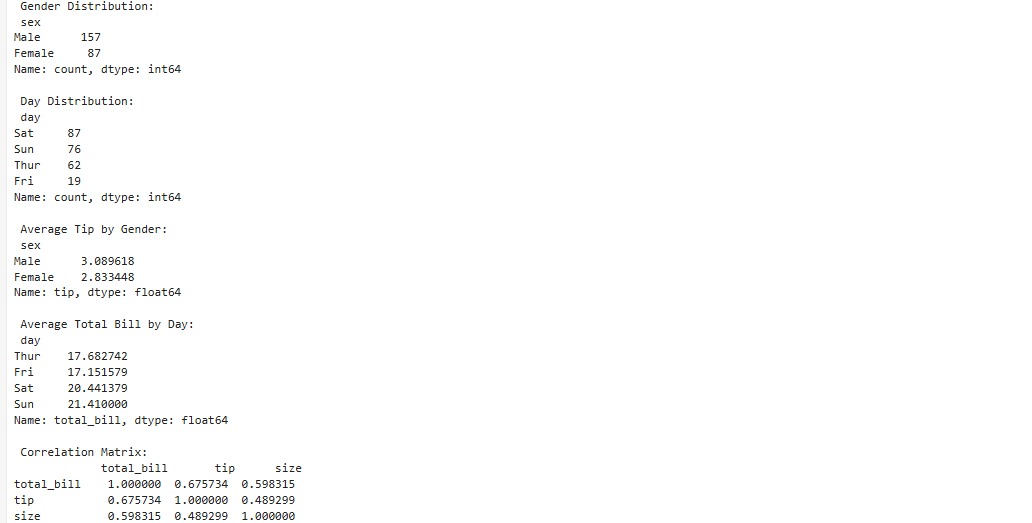 Gender Distribution:
sex
Male      157
Female     87
Name: count, dtype: int64
Day Distribution:
day
Sat     87
Sun     76
Thur    62
Fri     19
Name: count, dtype: int64
Average Tip by Gender:
sex
Male      3.089618
Female    2.833448
Name: tip, dtype: float64
Average Total Bill by Day:
day
Thur    17.682742
Fri     17.151579
Sat     20.441379
Sun     21.410000
Name: total_bill, dtype: float64
Correlation Matrix:
total_bill       tip      size
total_bill    1.000000  0.675734  0.598315
tip           0.675734  1.000000  0.489299
size          0.598315  0.489299  1.000000